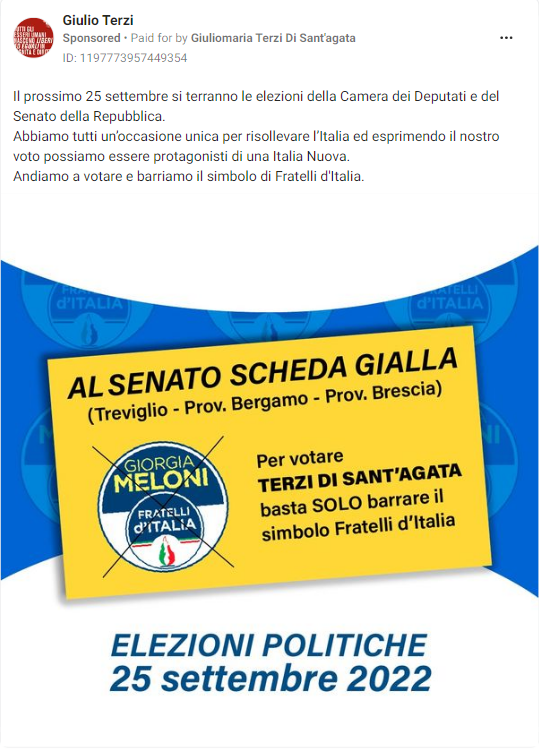 Giulio Terzi
Sponsored • Paid for by Giuliomaria Terzi Di Sant'agata
ID: 1197773957449354
Il prossimo 25 settembre si terranno le elezioni della Camera dei Deputati e del
Senato della Repubblica.
Abbiamo tutti un'occasione unica per risollevare l'Italia ed esprimendo il nostro
voto possiamo essere protagonisti di una Italia Nuova.
Andiamo a votare e barriamo il simbolo di Fratelli d'Italia.
FRATELLI
d'ITALIA
FRATELLI
d'ITALIA
AL SENATO SCHEDA GIALLA
(Treviglio - Prov. Bergamo - Prov. Brescia)
GIORGIA
MELONI
FRATELLI
d'ITALIA
Per votare
TERZI DI SANT'AGATA
basta SOLO barrare il
simbolo Fratelli d'Italia
ELEZIONI POLITICHE
25 settembre 2022